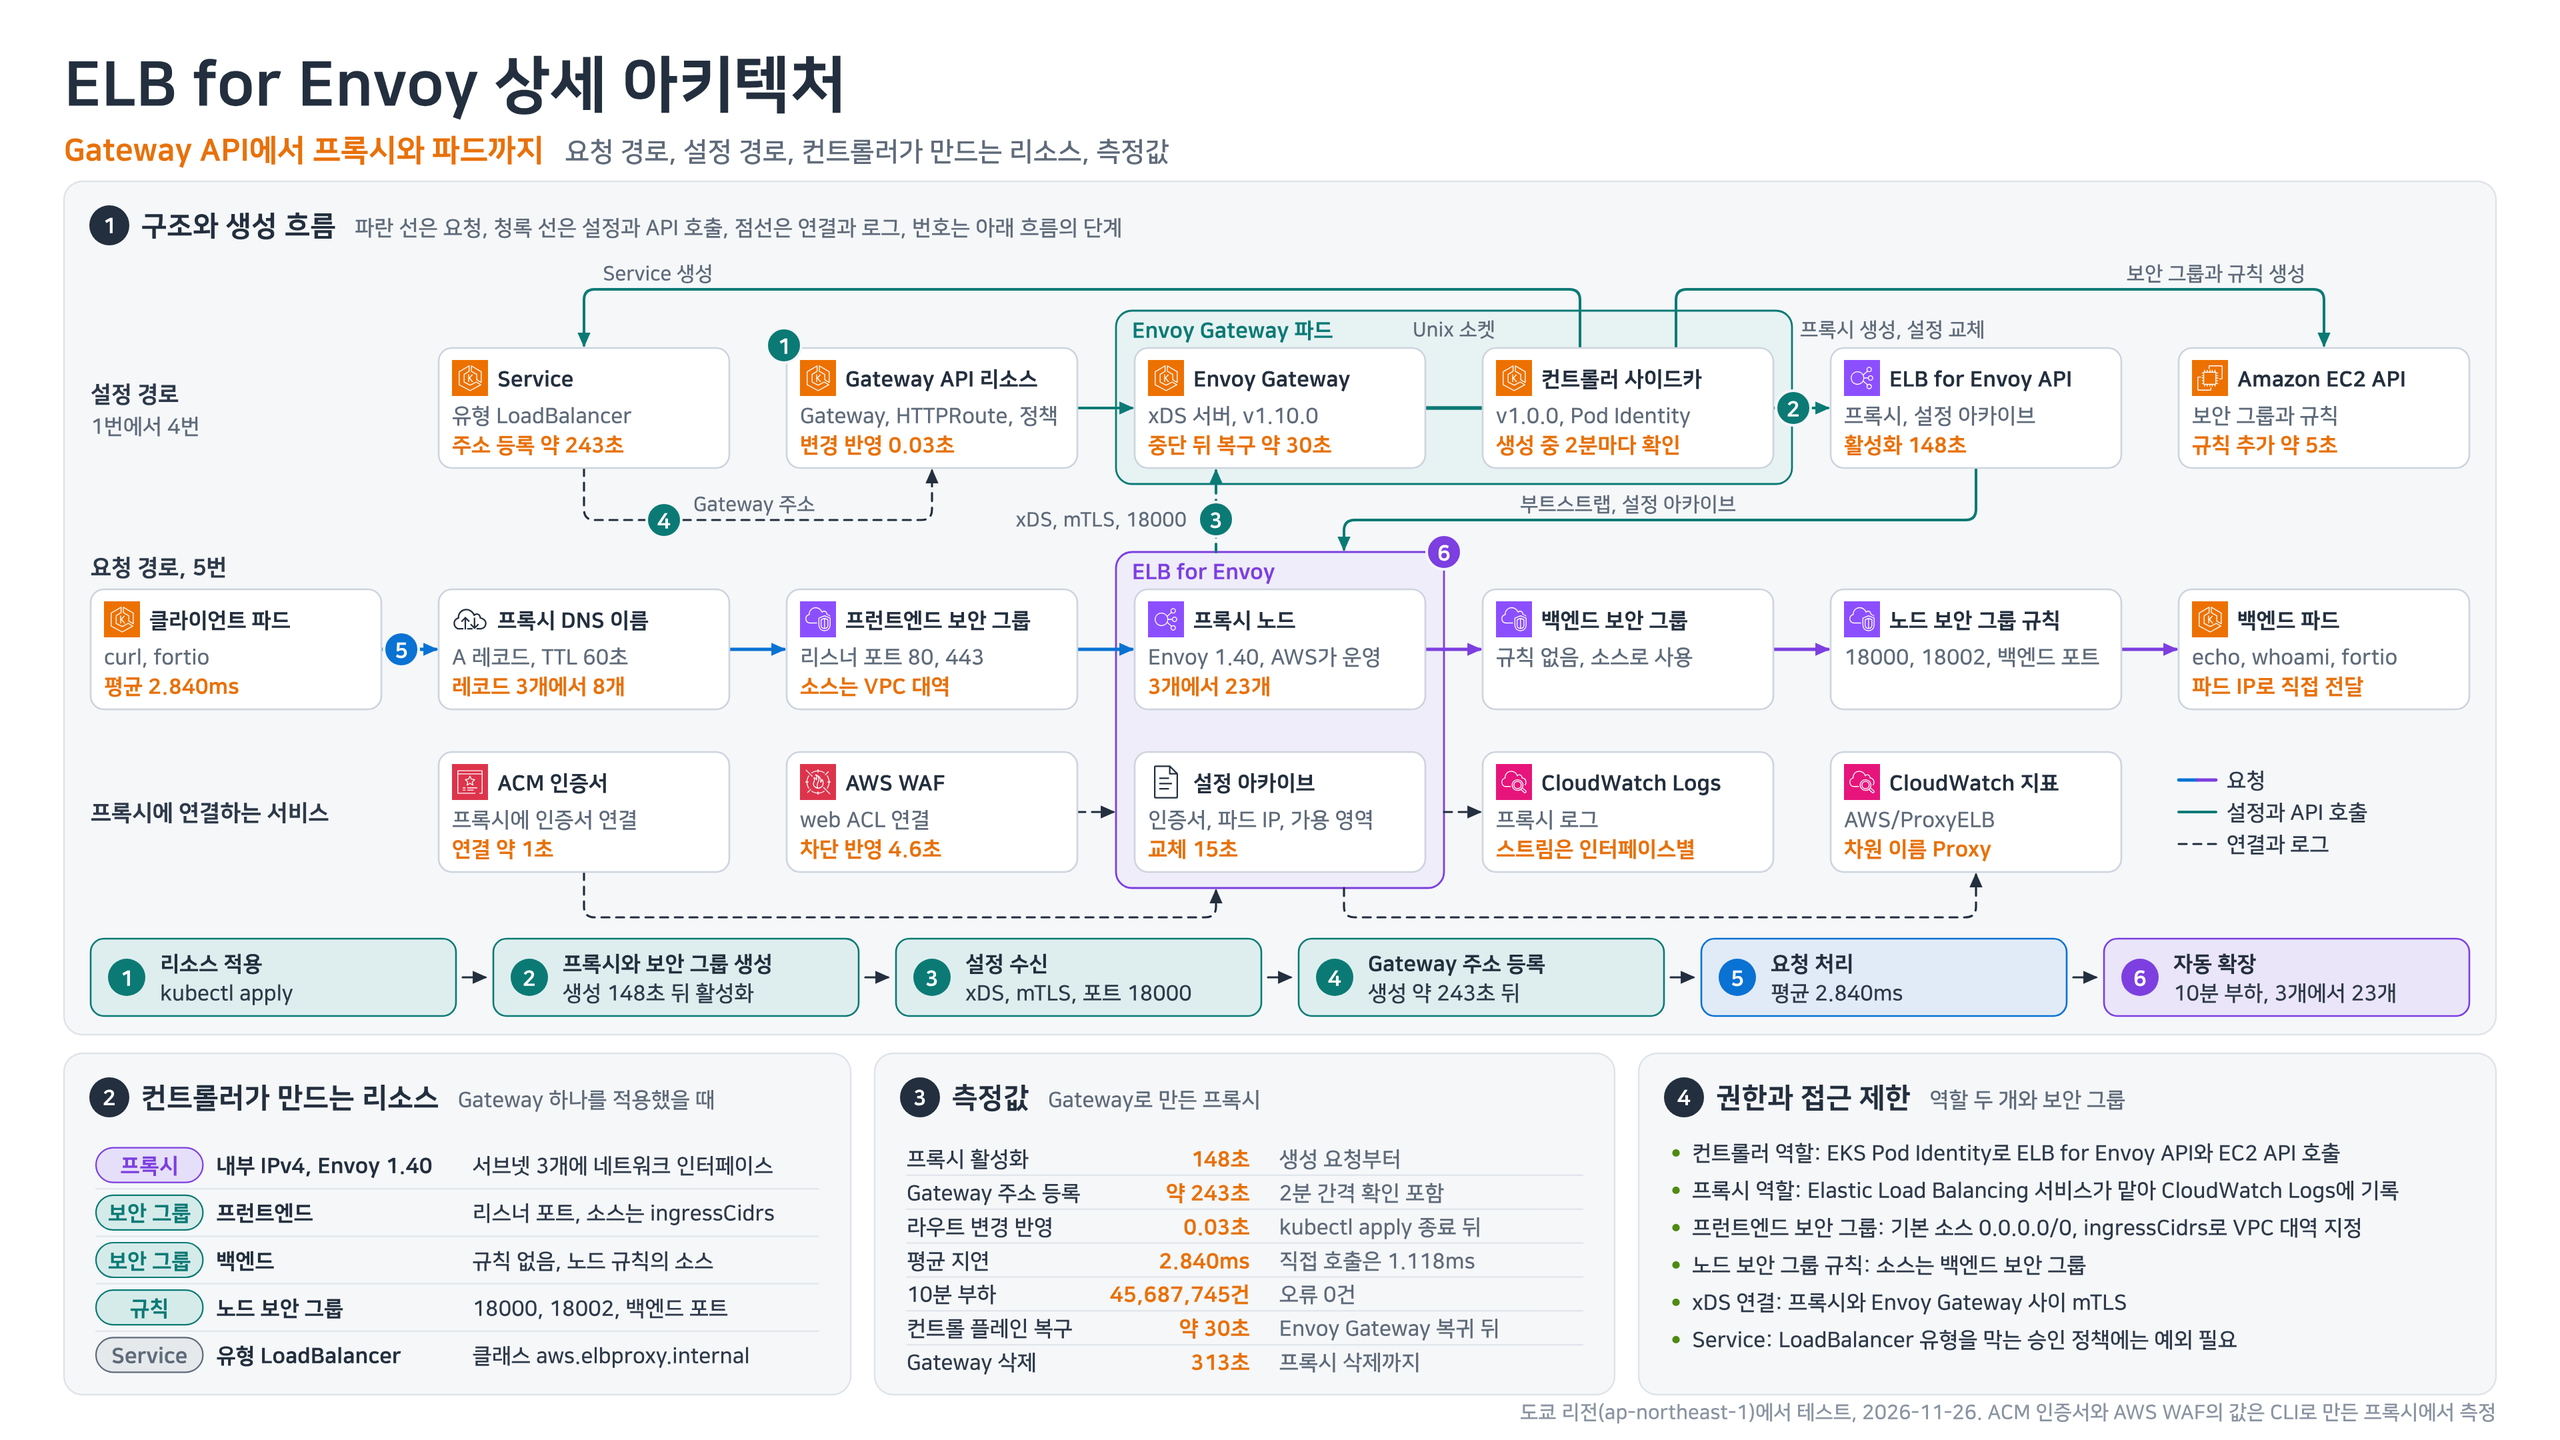 ELB for Envoy 상세 아키텍처
Gateway API에서 프록시와 파드까지 요청 경로, 설정 경로, 컨트롤러가 만드는 리소스, 측정값
1 구조와 생성 흐름 파란 선은 요청, 청록 선은 설정과 API 호출, 점선은 연결과 로그, 번호는 아래 흐름의 단계
Service 생성
보안 그룹과 규칙 생성
Envoy Gateway 파드
Unix 소켓
프록시 생성, 설정 교체
설정 경로
1번에서 4번
Service
유형 LoadBalancer
주소 등록 약 243초
1
Gateway API 리소스
Gateway, HTTPRoute, 정책
변경 반영 0.03초
Envoy Gateway
xDS 서버, v1.10.0
중단 뒤 복구 약 30초
컨트롤러 사이드카
v1.0.0, Pod Identity
생성 중 2분마다 확인
2
ELB for Envoy API
프록시, 설정 아카이브
활성화 148초
Amazon EC2 API
보안 그룹과 규칙
규칙 추가 약 5초
4
Gateway 주소
xDS, mTLS, 18000
3
부트스트랩, 설정 아카이브
요청 경로, 5번
ELB for Envoy
6
클라이언트 파드
curl, fortio
평균 2.840ms
5
프록시 DNS 이름
A 레코드, TTL 60초
레코드 3개에서 8개
프런트엔드 보안 그룹
리스너 포트 80, 443
소스는 VPC 대역
프록시 노드
Envoy 1.40, AWS가 운영
3개에서 23개
백엔드 보안 그룹
규칙 없음, 소스로 사용
노드 보안 그룹 규칙
18000, 18002, 백엔드 포트
백엔드 파드
echo, whoami, fortio
파드 IP로 직접 전달
프록시에 연결하는 서비스
ACM 인증서
프록시에 인증서 연결
연결 약 1초
AWS WAF
web ACL 연결
차단 반영 4.6초
설정 아카이브
인증서, 파드 IP, 가용 영역
교체 15초
CloudWatch Logs
프록시 로그
스트림은 인터페이스별
CloudWatch 지표
AWS/ProxyELB
차원 이름 Proxy
요청
설정과 API 호출
연결과 로그
1 리소스 적용
kubectl apply
2 프록시와 보안 그룹 생성
생성 148초 뒤 활성화
3 설정 수신
xDS, mTLS, 포트 18000
4 Gateway 주소 등록
생성 약 243초 뒤
5 요청 처리
평균 2.840ms
6 자동 확장
10분 부하, 3개에서 23개
2 컨트롤러가 만드는 리소스 Gateway 하나를 적용했을 때
프록시 내부 IPv4, Envoy 1.40 서브넷 3개에 네트워크 인터페이스
보안 그룹 프런트엔드 리스너 포트, 소스는 ingressCidrs
보안 그룹 백엔드 규칙 없음, 노드 규칙의 소스
규칙 노드 보안 그룹 18000, 18002, 백엔드 포트
Service 유형 LoadBalancer 클래스 aws.elbproxy.internal
3 측정값 Gateway로 만든 프록시
프록시 활성화 148초 생성 요청부터
Gateway 주소 등록 약 243초 2분 간격 확인 포함
라우트 변경 반영 0.03초 kubectl apply 종료 뒤
평균 지연 2.840ms 직접 호출은 1.118ms
10분 부하 45,687,745건 오류 0건
컨트롤 플레인 복구 약 30초 Envoy Gateway 복귀 뒤
Gateway 삭제 313초 프록시 삭제까지
4 권한과 접근 제한 역할 두 개와 보안 그룹
• 컨트롤러 역할: EKS Pod Identity로 ELB for Envoy API와 EC2 API 호출
• 프록시 역할: Elastic Load Balancing 서비스가 맡아 CloudWatch Logs에 기록
• 프런트엔드 보안 그룹: 기본 소스 0.0.0.0/0, ingressCidrs로 VPC 대역 지정
• 노드 보안 그룹 규칙: 소스는 백엔드 보안 그룹
• xDS 연결: 프록시와 Envoy Gateway 사이 mTLS
• Service: LoadBalancer 유형을 막는 승인 정책에는 예외 필요
도쿄 리전(ap-northeast-1)에서 테스트, 2026-11-26. ACM 인증서와 AWS WAF의 값은 CLI로 만든 프록시에서 측정